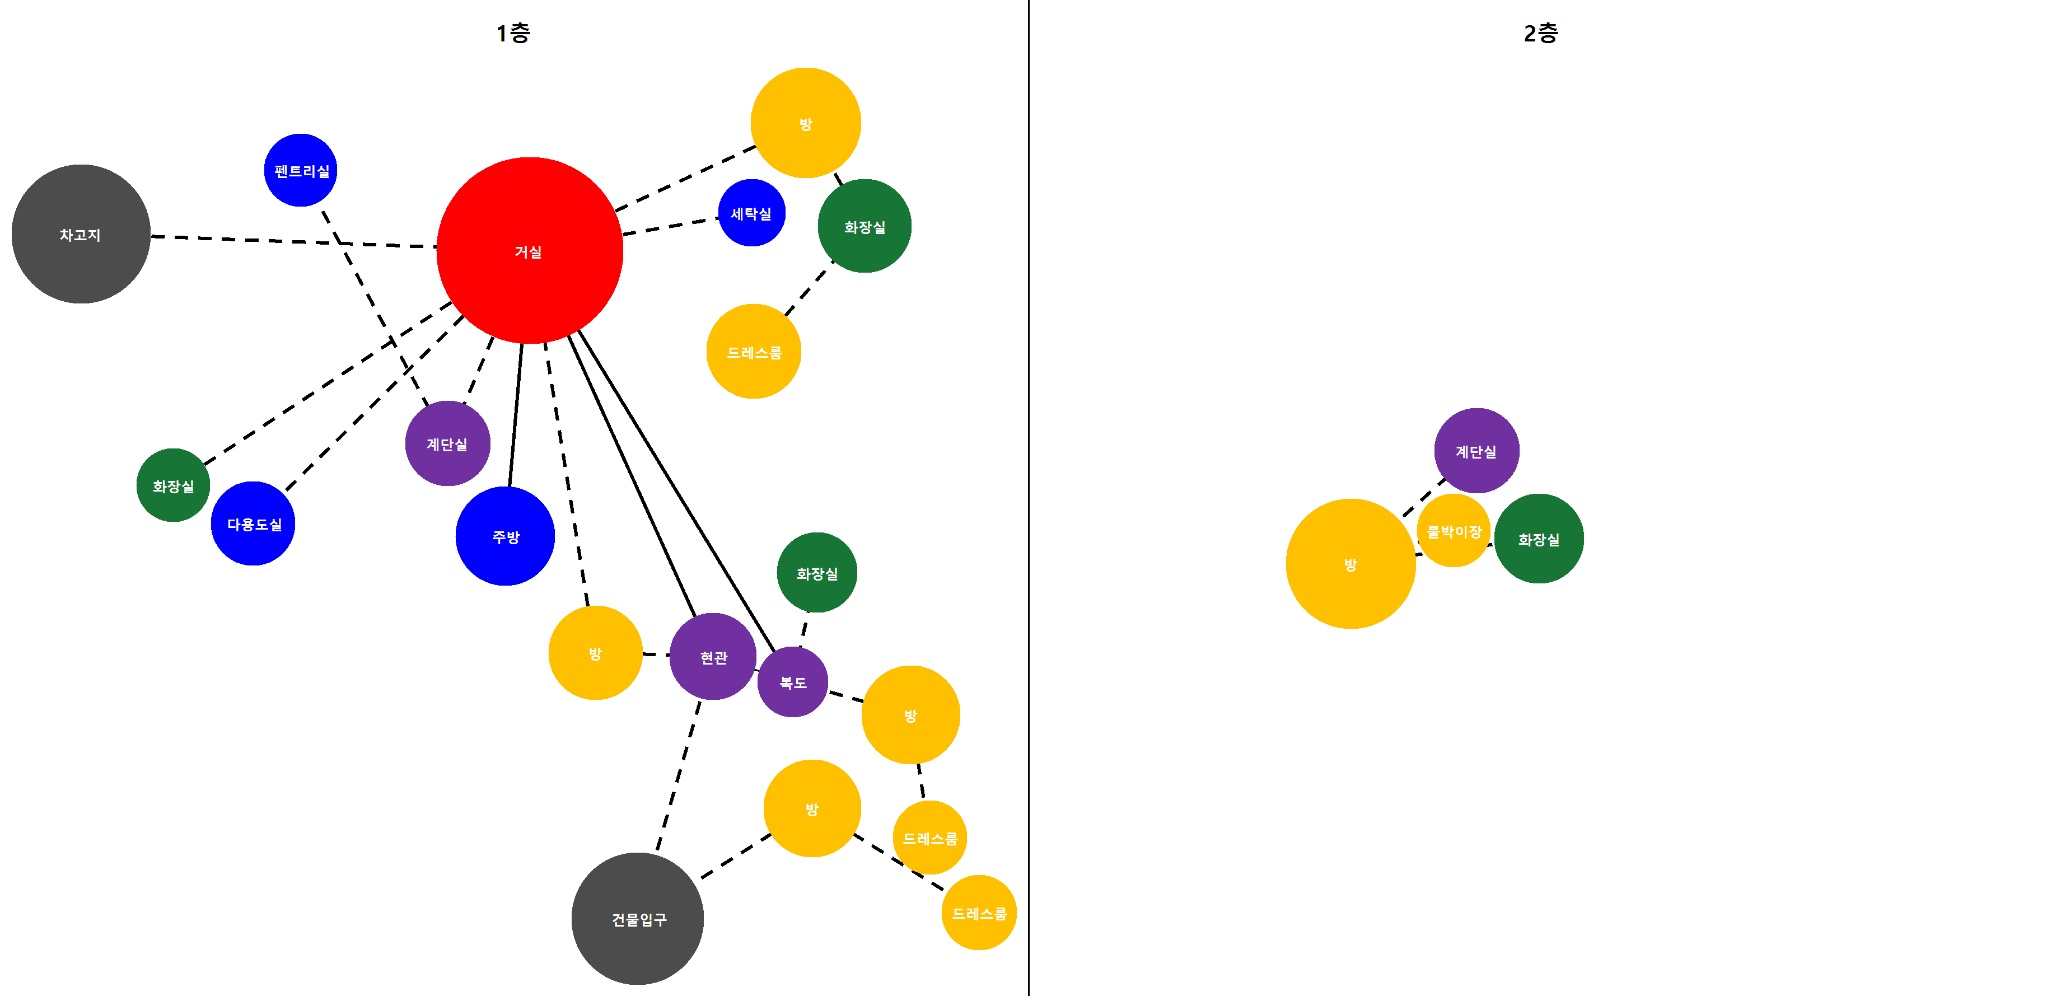 1층
2층
방
펜트리실
세탁실
화장실
차고지
거실
드레스룸
계단실
화장실
다용도실
주방
화장실
방
현관
복도
방
방
드레스룸
드레스룸
건물입구
계단실
붙박이장
화장실
방